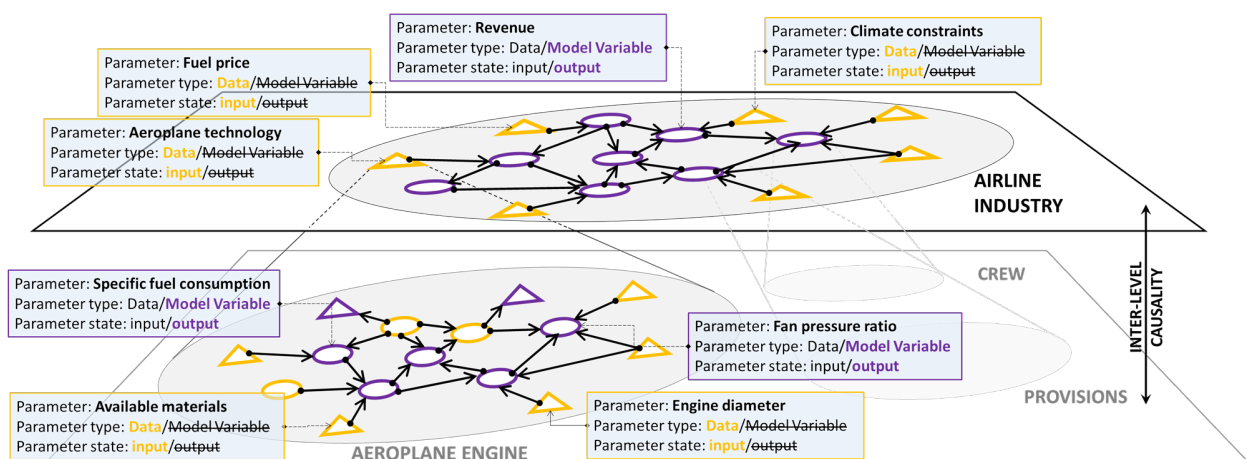 Parameter: Revenue
Parameter type: Data/Model Variable
Parameter state: input/output
Parameter: Climate constraints
Parameter type: Data/Model Variable
Parameter state: input/output
Parameter: Fuel price
Parameter type: Data/Model Variable
Parameter state: input/output
Parameter: Aeroplane technology
Parameter type: Data/Model Variable
Parameter state: input/output
AIRLINE
INDUSTRY
CREW
INTER-LEVEL
CAUSALITY
Parameter: Specific fuel consumption
Parameter type: Data/Model Variable
Parameter state: input/output
Parameter: Fan pressure ratio
Parameter type: Data/Model Variable
Parameter state: input/output
PROVISIONS
Parameter: Available materials
Parameter type: Data/Model Variable
Parameter state: input/output
Parameter: Engine diameter
Parameter type: Data/Model Variable
Parameter state: input/output
AEROPLANE ENGINE